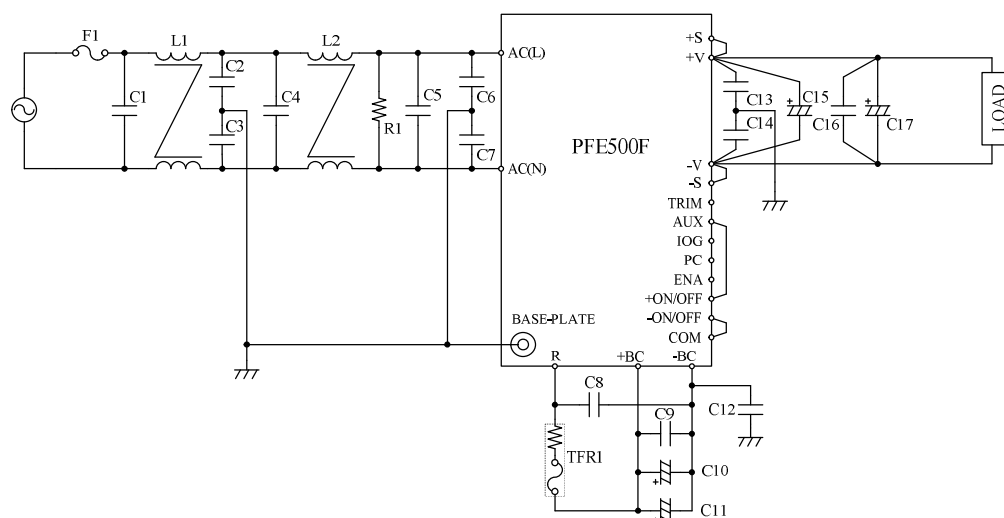 F1
L1
L2
C1
C2
C3
C4
R1
C5
C6
C7
AC(L)
AC(N)
PFE500F
BASE-PLATE
+S
+V
-V
-S
TRIM
AUX
IOG
PC
ENA
+ON/OFF
-ON/OFF
COM
R
+BC
-BC
C13
C14
+
C15
C16
+
C17
LOAD
C8
C9
TFR1
+
C10
+
C11
C12